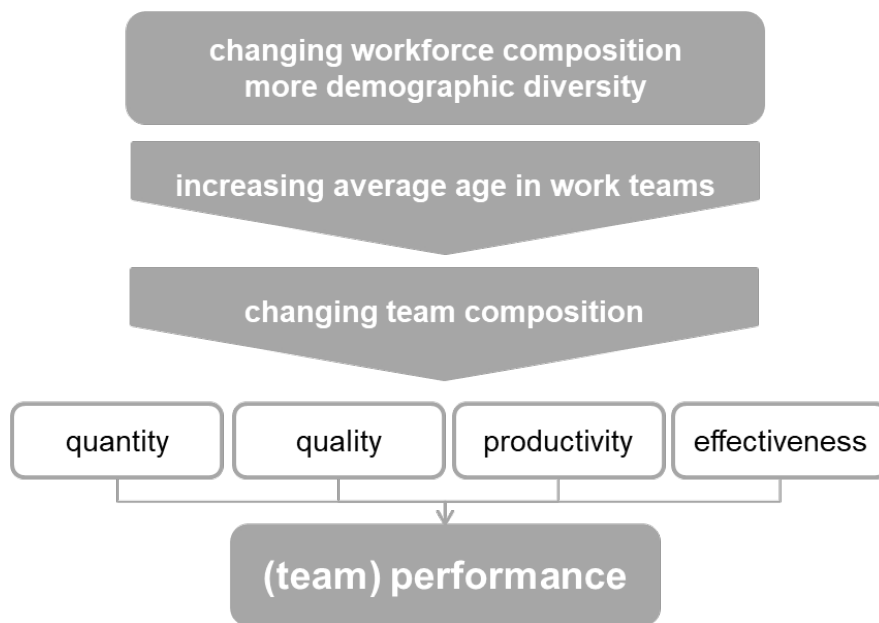 changing workforce composition
more demographic diversity
increasing average age in work teams
changing team composition
quantity
quality
productivity
effectiveness
(team) performance